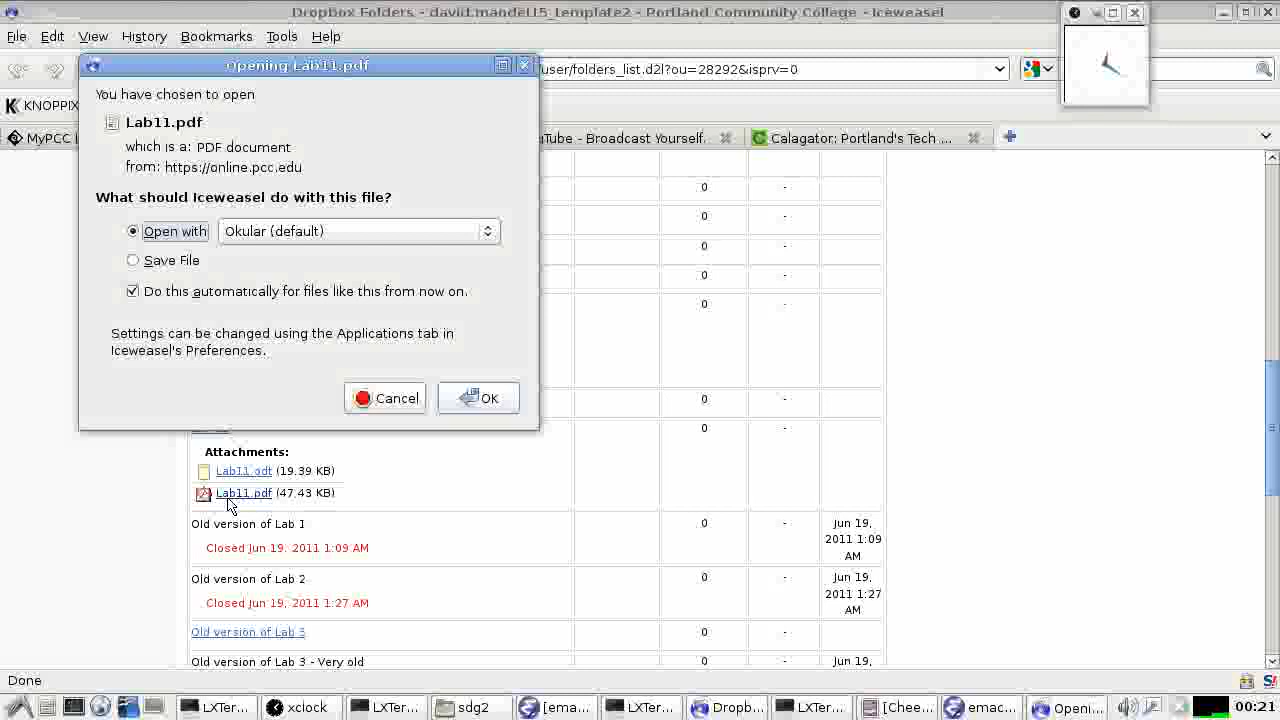 Dropbox Folders - david.mandell5_template2 - Portland Community College - Iceweasel
File Edit View History Bookmarks Tools Help
user/folders_list.d2l?ou=28292&isprv=0
KNOPPIX
MyPCC
Tube - Broadcast Yourself.
Calagator: Portland's Tech ...
Opening Lab11.pdf
You have chosen to open
Lab11.pdf
which is a: PDF document
from: https://online.pcc.edu
What should Iceweasel do with this file?
Open with Okular (default)
Save File
Do this automatically for files like this from now on.
Settings can be changed using the Applications tab in
Iceweasel's Preferences.
Cancel OK
0 -
0 -
0 -
0 -
0 -
0 -
0 -
Attachments:
Lab11.odt (19.39 KB)
Lab11.pdf (47.43 KB)
Old version of Lab 1 0 - Jun 19,
2011 1:09
AM
Closed Jun 19, 2011 1:09 AM
Old version of Lab 2 0 - Jun 19,
2011 1:27
AM
Closed Jun 19, 2011 1:27 AM
Old version of Lab 3 0 -
Old version of Lab 3 - Very old 0 - Jun 19,
Done
LXTer... xclock LXTer... sdg2 [ema... LXTer... Dropb... LXTer... [Chee... emac... Openi... 00:21